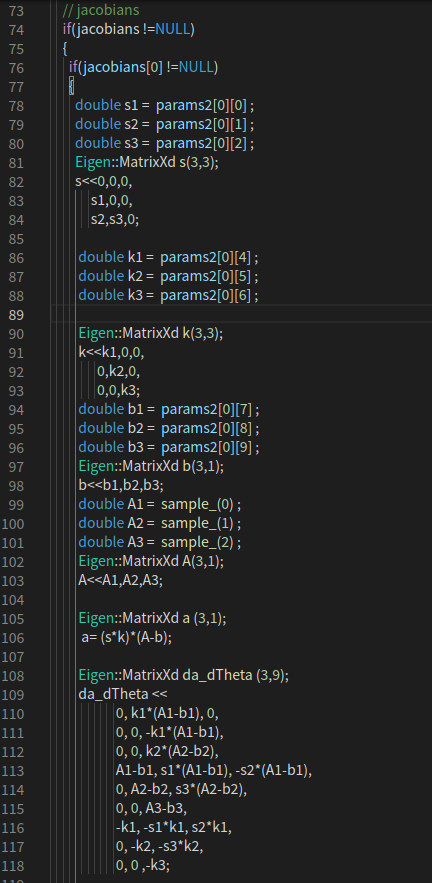 73 // jacobians
74 if(jacobians !=NULL)
75 {
76 if(jacobians[0] !=NULL)
77 {
78 double s1 = params2[0][0] ;
79 double s2 = params2[0][1] ;
80 double s3 = params2[0][2] ;
81 Eigen::MatrixXd s(3,3);
82 s<<0,0,0,
83 s1,0,0,
84 s2,s3,0;
85
86 double k1 = params2[0][4] ;
87 double k2 = params2[0][5] ;
88 double k3 = params2[0][6] ;
89
90 Eigen::MatrixXd k(3,3);
91 k<<k1,0,0,
92 0,k2,0,
93 0,0,k3;
94 double b1 = params2[0][7] ;
95 double b2 = params2[0][8] ;
96 double b3 = params2[0][9] ;
97 Eigen::MatrixXd b(3,1);
98 b<<b1,b2,b3;
99 double A1 = sample_(0) ;
100 double A2 = sample_(1) ;
101 double A3 = sample_(2) ;
102 Eigen::MatrixXd A(3,1);
103 A<<A1,A2,A3;
104
105 Eigen::MatrixXd a (3,1);
106 a= (s*k)*(A-b);
107
108 Eigen::MatrixXd da_dTheta (3,9);
109 da_dTheta <<
110 0, k1*(A1-b1), 0,
111 0, 0, -k1*(A1-b1),
112 0, 0, k2*(A2-b2),
113 A1-b1, s1*(A1-b1), -s2*(A1-b1),
114 0, A2-b2, s3*(A2-b2),
115 0, 0, A3-b3,
116 -k1, -s1*k1, s2*k1,
117 0, -k2, -s3*k2,
118 0, 0 ,-k3;